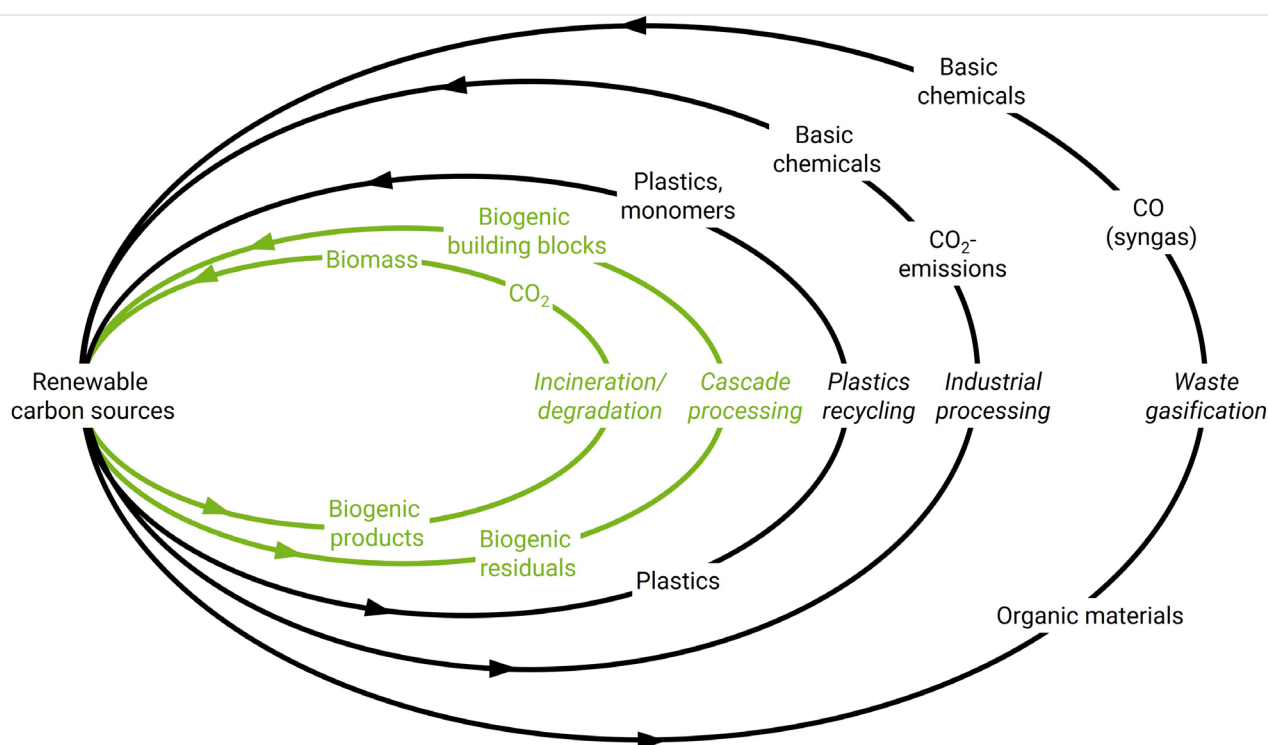 Basic
chemicals
Basic
chemicals
Plastics,
monomers
CO
(syngas)
Biogenic
building blocks
CO₂-
emissions
Biomass
CO₂
Renewable
carbon sources
Incineration/
degradation
Cascade
processing
Plastics
recycling
Industrial
processing
Waste
gasification
Biogenic
products
Biogenic
residuals
Plastics
Organic materials